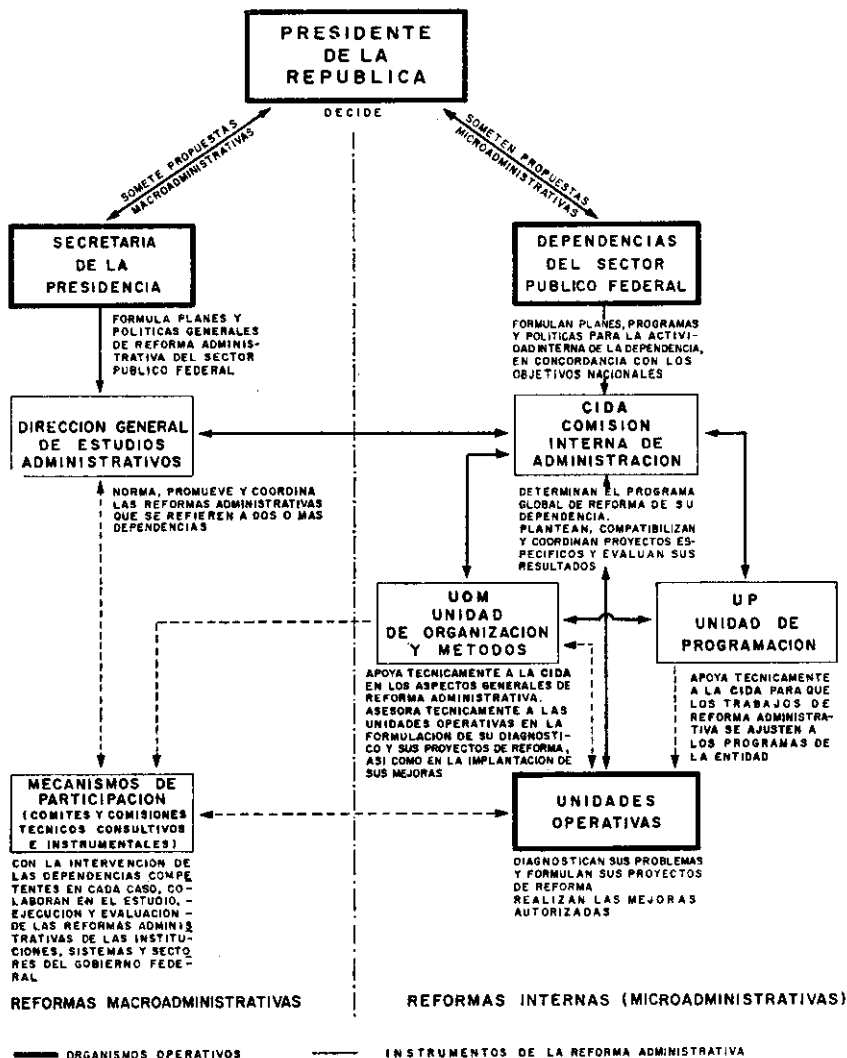 PRESIDENTE
DE LA
REPUBLICA
DECIDE
SOMETE PROPUESTAS
MACROADMINISTRATIVAS
SOMETEN PROPUESTAS
MICROADMINISTRATIVAS
SECRETARIA
DE LA
PRESIDENCIA
DEPENDENCIAS
DEL SECTOR
PUBLICO FEDERAL
FORMULA PLANES Y
POLITICAS GENERALES
DE REFORMA ADMINIS-
TRATIVA DEL SECTOR
PUBLICO FEDERAL
FORMULAN PLANES, PROGRAMAS
Y POLITICAS PARA LA ACTIVI-
DAD INTERNA DE LA DEPENDENCIA,
EN CONCORDANCIA CON LOS
OBJETIVOS NACIONALES
DIRECCION GENERAL
DE ESTUDIOS
ADMINISTRATIVOS
CIDA
COMISION
INTERNA DE
ADMINISTRACION
NORMA, PROMUEVE Y COORDINA
LAS REFORMAS ADMINISTRATIVAS
QUE SE REFIEREN A DOS O MAS
DEPENDENCIAS
DETERMINAN EL PROGRAMA
GLOBAL DE REFORMA DE SU
DEPENDENCIA.
PLANTEAN, COMPATIBILIZAN
Y COORDINAN PROYECTOS ES-
PECIFICOS Y EVALUAN SUS
RESULTADOS
UOM
UNIDAD
DE ORGANIZACION
Y METODOS
UP
UNIDAD DE
PROGRAMACION
APOYA TECNICAMENTE A LA CIDA
EN LOS ASPECTOS GENERALES DE
REFORMA ADMINISTRATIVA.
ASESORA TECNICAMENTE A LAS
UNIDADES OPERATIVAS EN LA
FORMULACION DE SU DIAGNOSTI-
CO Y SUS PROYECTOS DE REFORMA,
ASI COMO EN LA IMPLANTACION DE
SUS MEJORAS
APOYA TECNICAMENTE
A LA CIDA PARA QUE
LOS TRABAJOS DE
REFORMA ADMINISTRA-
TIVA SE AJUSTEN A
LOS PROGRAMAS DE
LA ENTIDAD
MECANISMOS DE
PARTICIPACION
(COMITES Y COMISIONES
TECNICOS CONSULTIVOS
E INSTRUMENTALES)
UNIDADES
OPERATIVAS
CON LA INTERVENCION DE
LAS DEPENDENCIAS COMPE-
TENTES EN CADA CASO, CO-
LABORAN EN EL ESTUDIO, -
EJECUCION Y EVALUACION -
DE LAS REFORMAS ADMINIS
TRATIVAS DE LAS INSTITU-
CIONES, SISTEMAS Y SECTO-
RES DEL GOBIERNO FEDE-
RAL
DIAGNOSTICAN SUS PROBLEMAS
Y FORMULAN SUS PROYECTOS
DE REFORMA
REALIZAN LAS MEJORAS
AUTORIZADAS
REFORMAS MACROADMINISTRATIVAS
REFORMAS INTERNAS (MICROADMINISTRATIVAS)
ORGANISMOS OPERATIVOS
INSTRUMENTOS DE LA REFORMA ADMINISTRATIVA